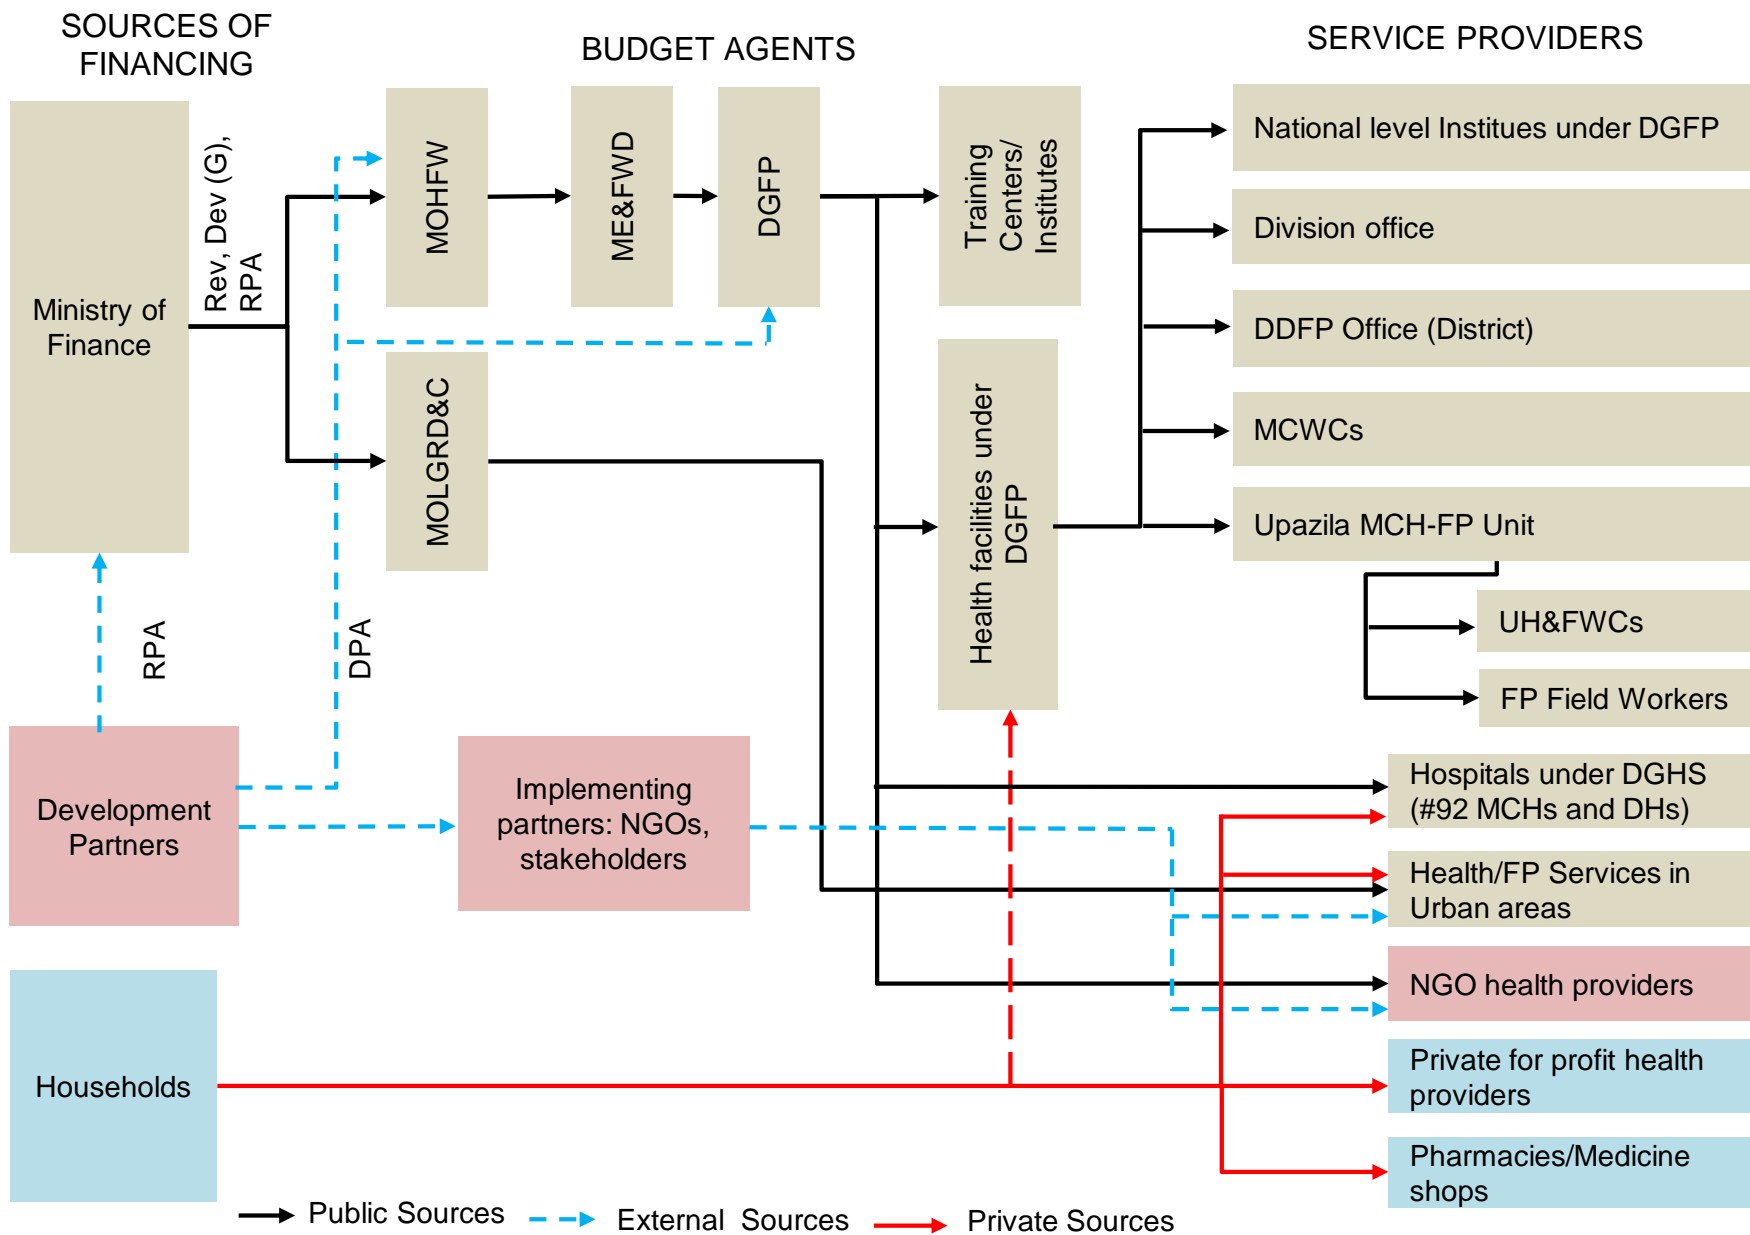 SOURCES OF
FINANCING
BUDGET AGENTS
SERVICE PROVIDERS
Ministry of
Finance
Rev, Dev (G),
RPA
MOHFW
ME&FWD
DGFP
Training
Centers/
Institutes
National level Institues under DGFP
Division office
DDFP Office (District)
MCWCs
Upazila MCH-FP Unit
UH&FWCs
FP Field Workers
MOLGRD&C
Health facilities under
DGFP
RPA
DPA
Development
Partners
Implementing
partners: NGOs,
stakeholders
Hospitals under DGHS
(#92 MCHs and DHs)
Health/FP Services in
Urban areas
NGO health providers
Households
Private for profit health
providers
Pharmacies/Medicine
shops
Public Sources
External Sources
Private Sources